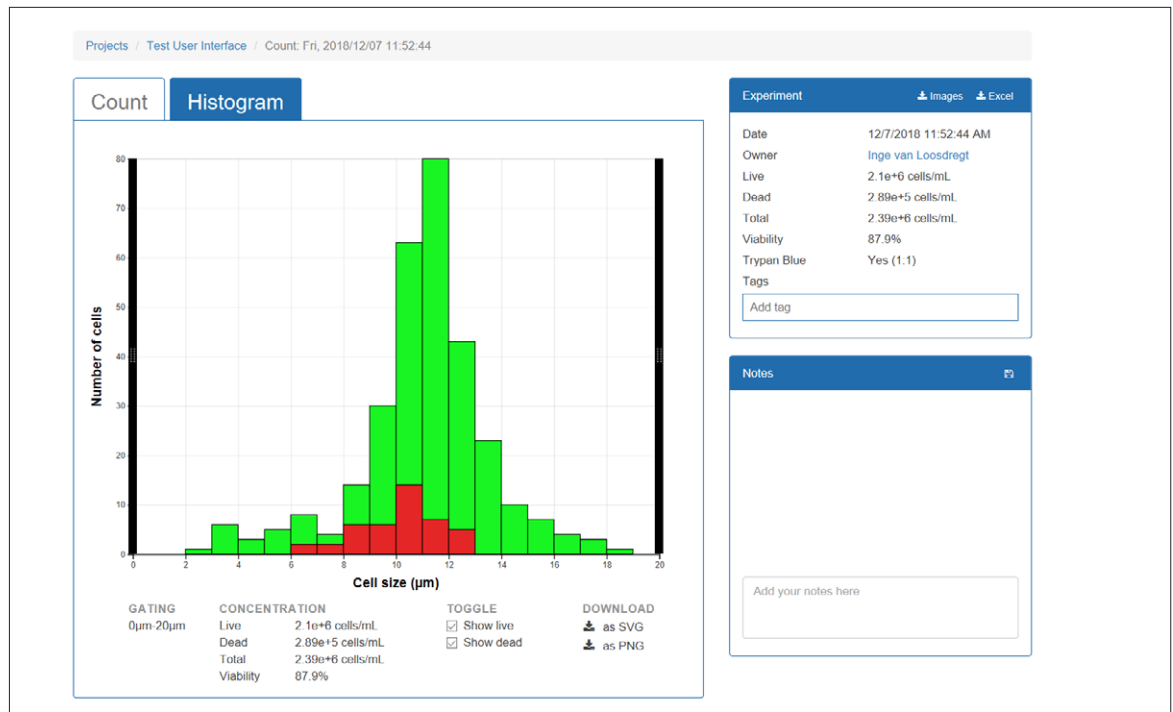 Projects / Test User Interface / Count: Fri, 2018/12/07 11:52:44
Count
Histogram
80
70
60
50
40
30
20
10
0
Number of cells
0 2 4 6 8 10 12 14 16 18 20
Cell size (µm)
GATING
0µm-20µm
CONCENTRATION
Live 2.1e+6 cells/mL
Dead 2.89e+5 cells/mL
Total 2.39e+6 cells/mL
Viability 87.9%
TOGGLE
Show live
Show dead
DOWNLOAD
as SVG
as PNG
Experiment Images Excel
Date 12/7/2018 11:52:44 AM
Owner Inge van Loosdregt
Live 2.1e+6 cells/mL
Dead 2.89e+5 cells/mL
Total 2.39e+6 cells/mL
Viability 87.9%
Trypan Blue Yes (1.1)
Tags
Add tag
Notes
Add your notes here